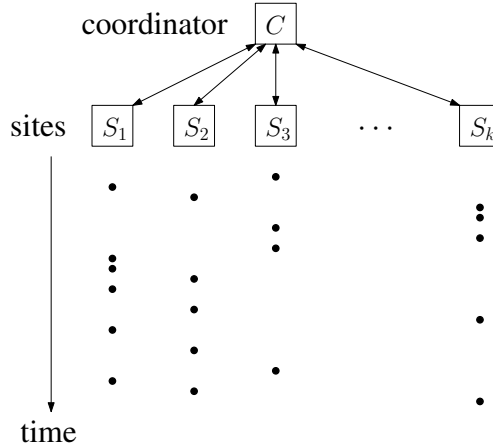 coordinator C
sites S₁ S₂ S₃ ··· Sₖ
time